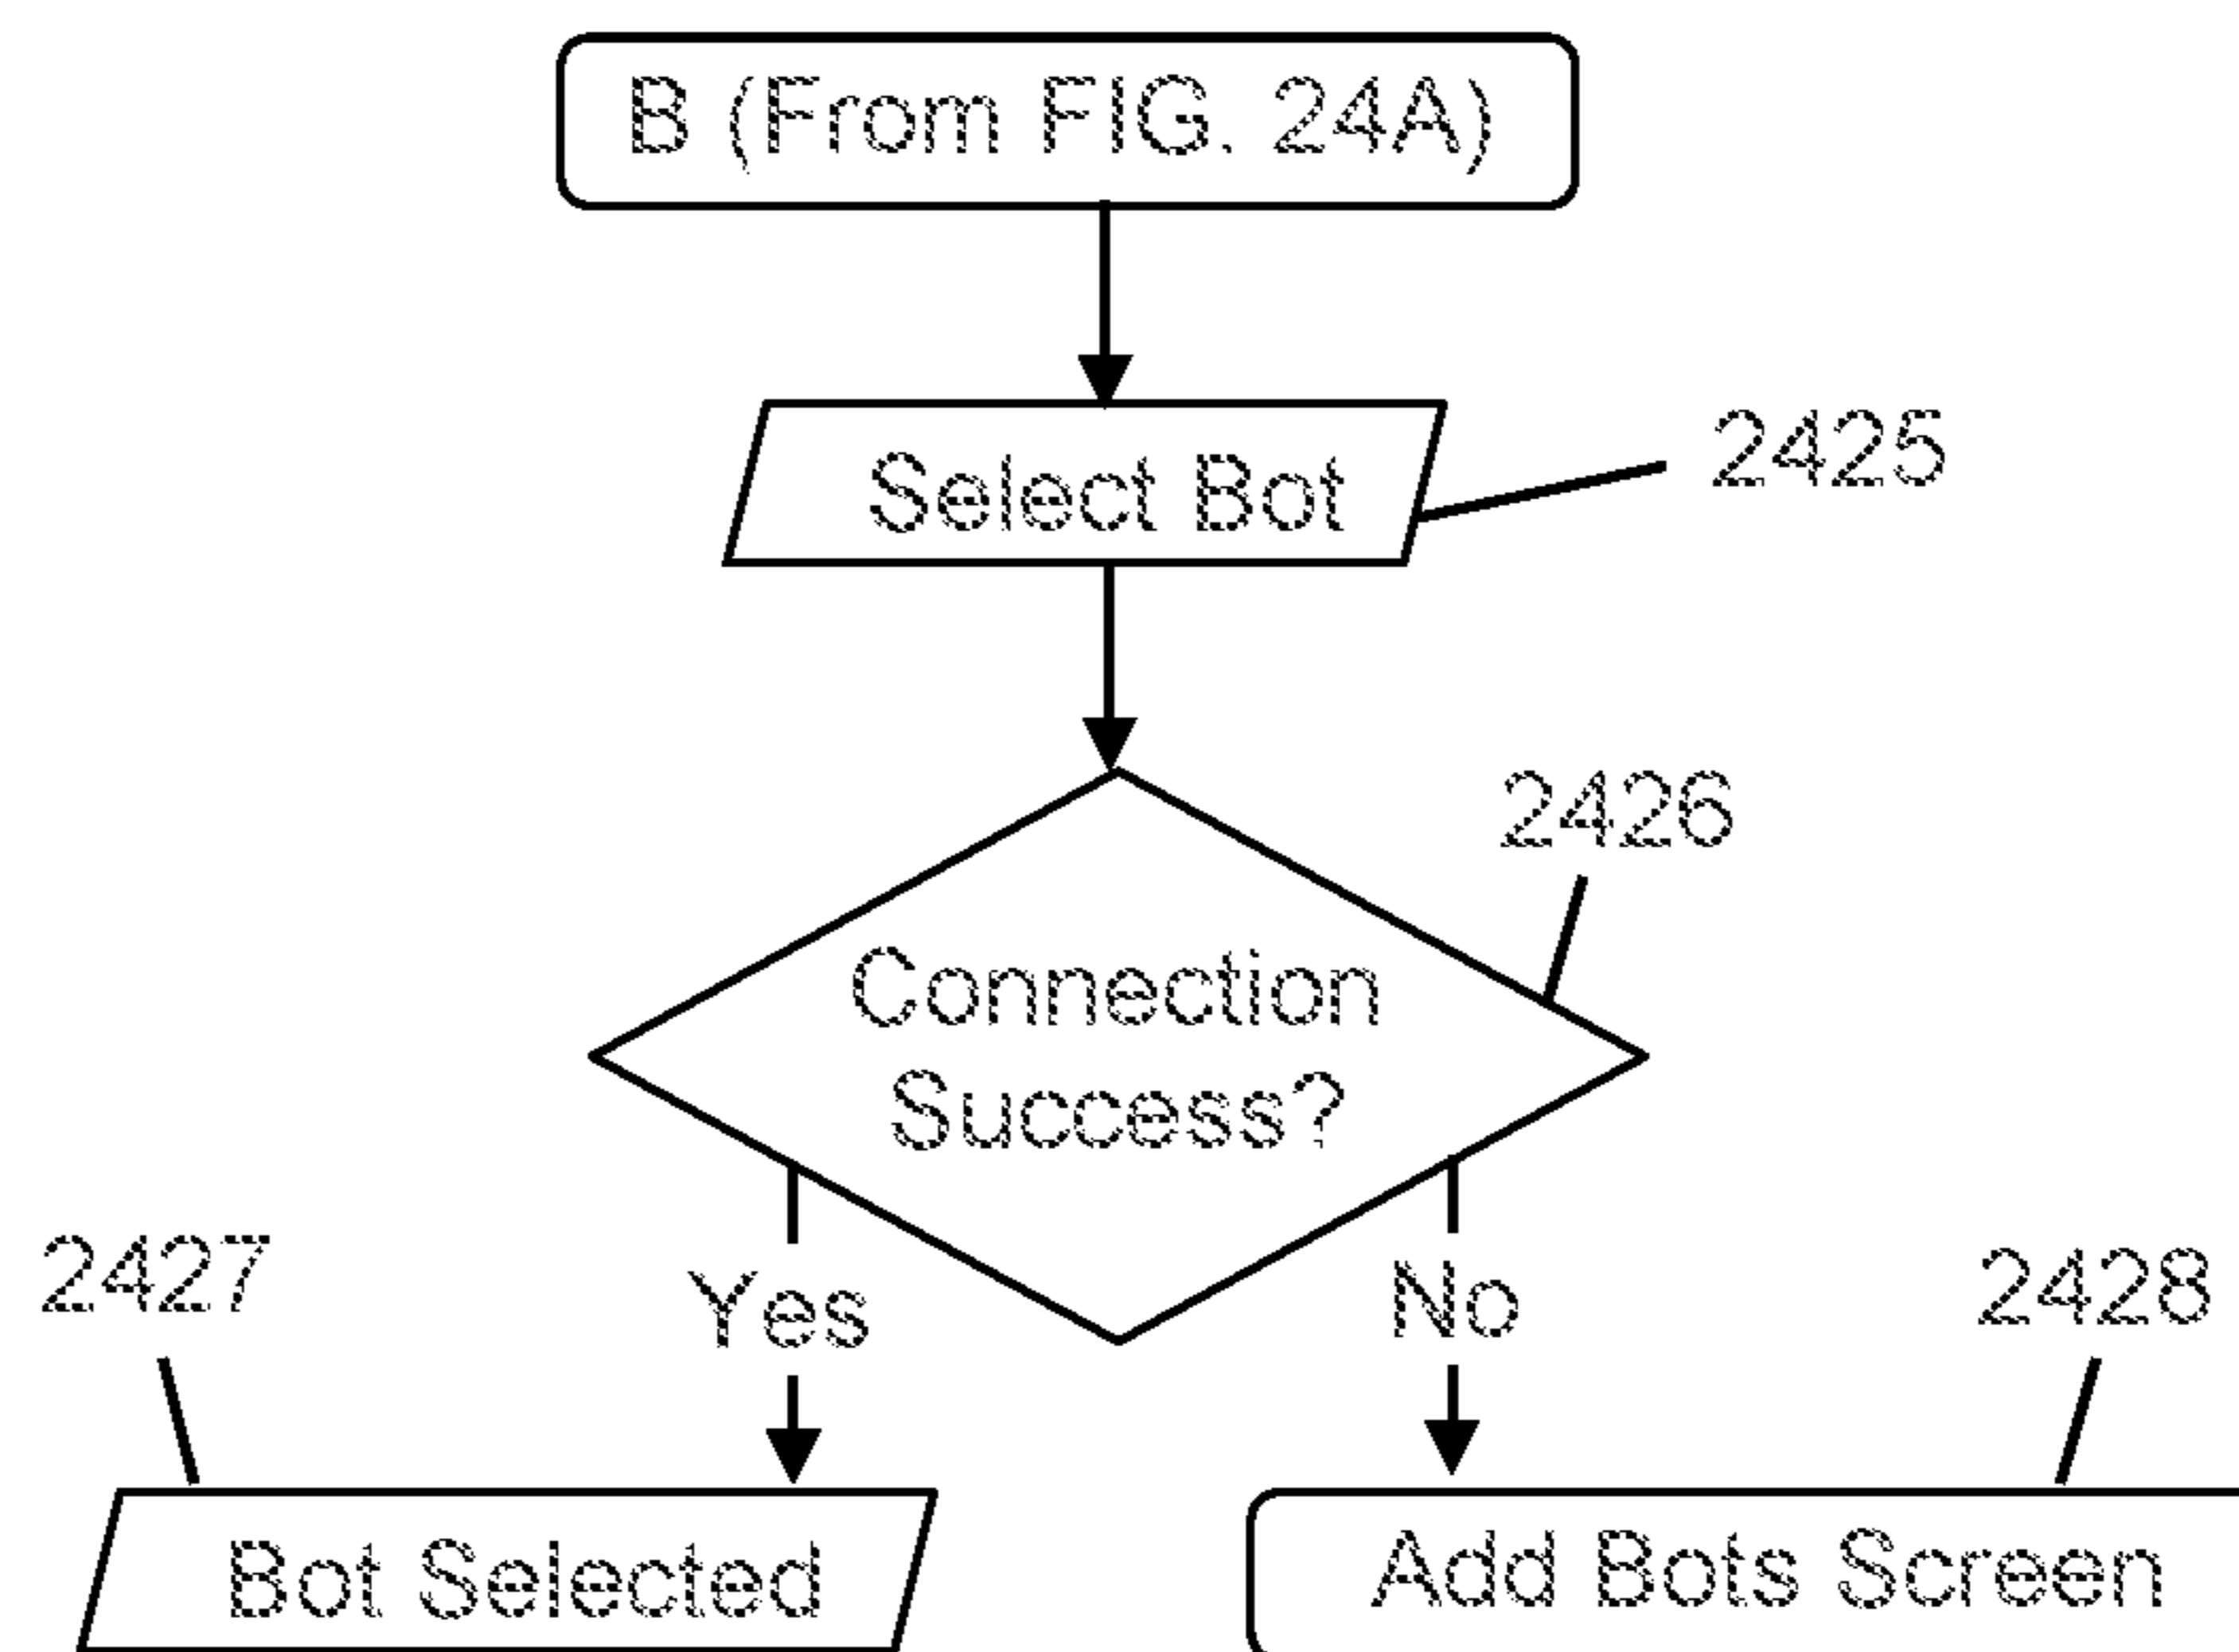 B (From FIG. 24A)
Select Bot
2425
2426
Connection
Success?
2427
Yes
No
2428
Bot Selected
Add Bots Screen